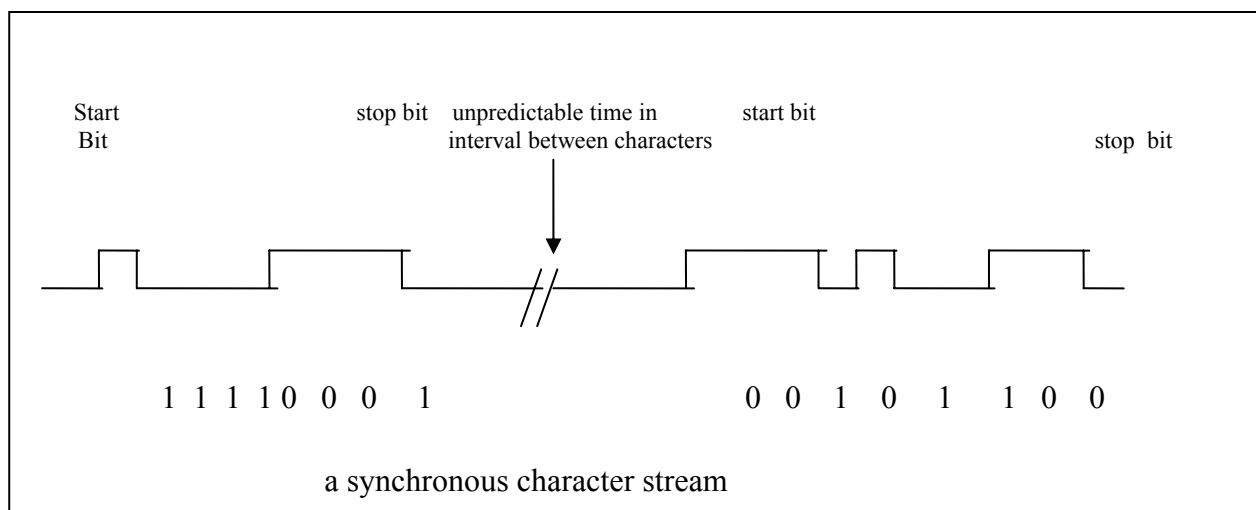 Start stop bit unpredictable time in start bit
Bit interval between characters stop bit
1 1 1 1 0 0 0 1 0 0 1 0 1 1 0 0
a synchronous character stream